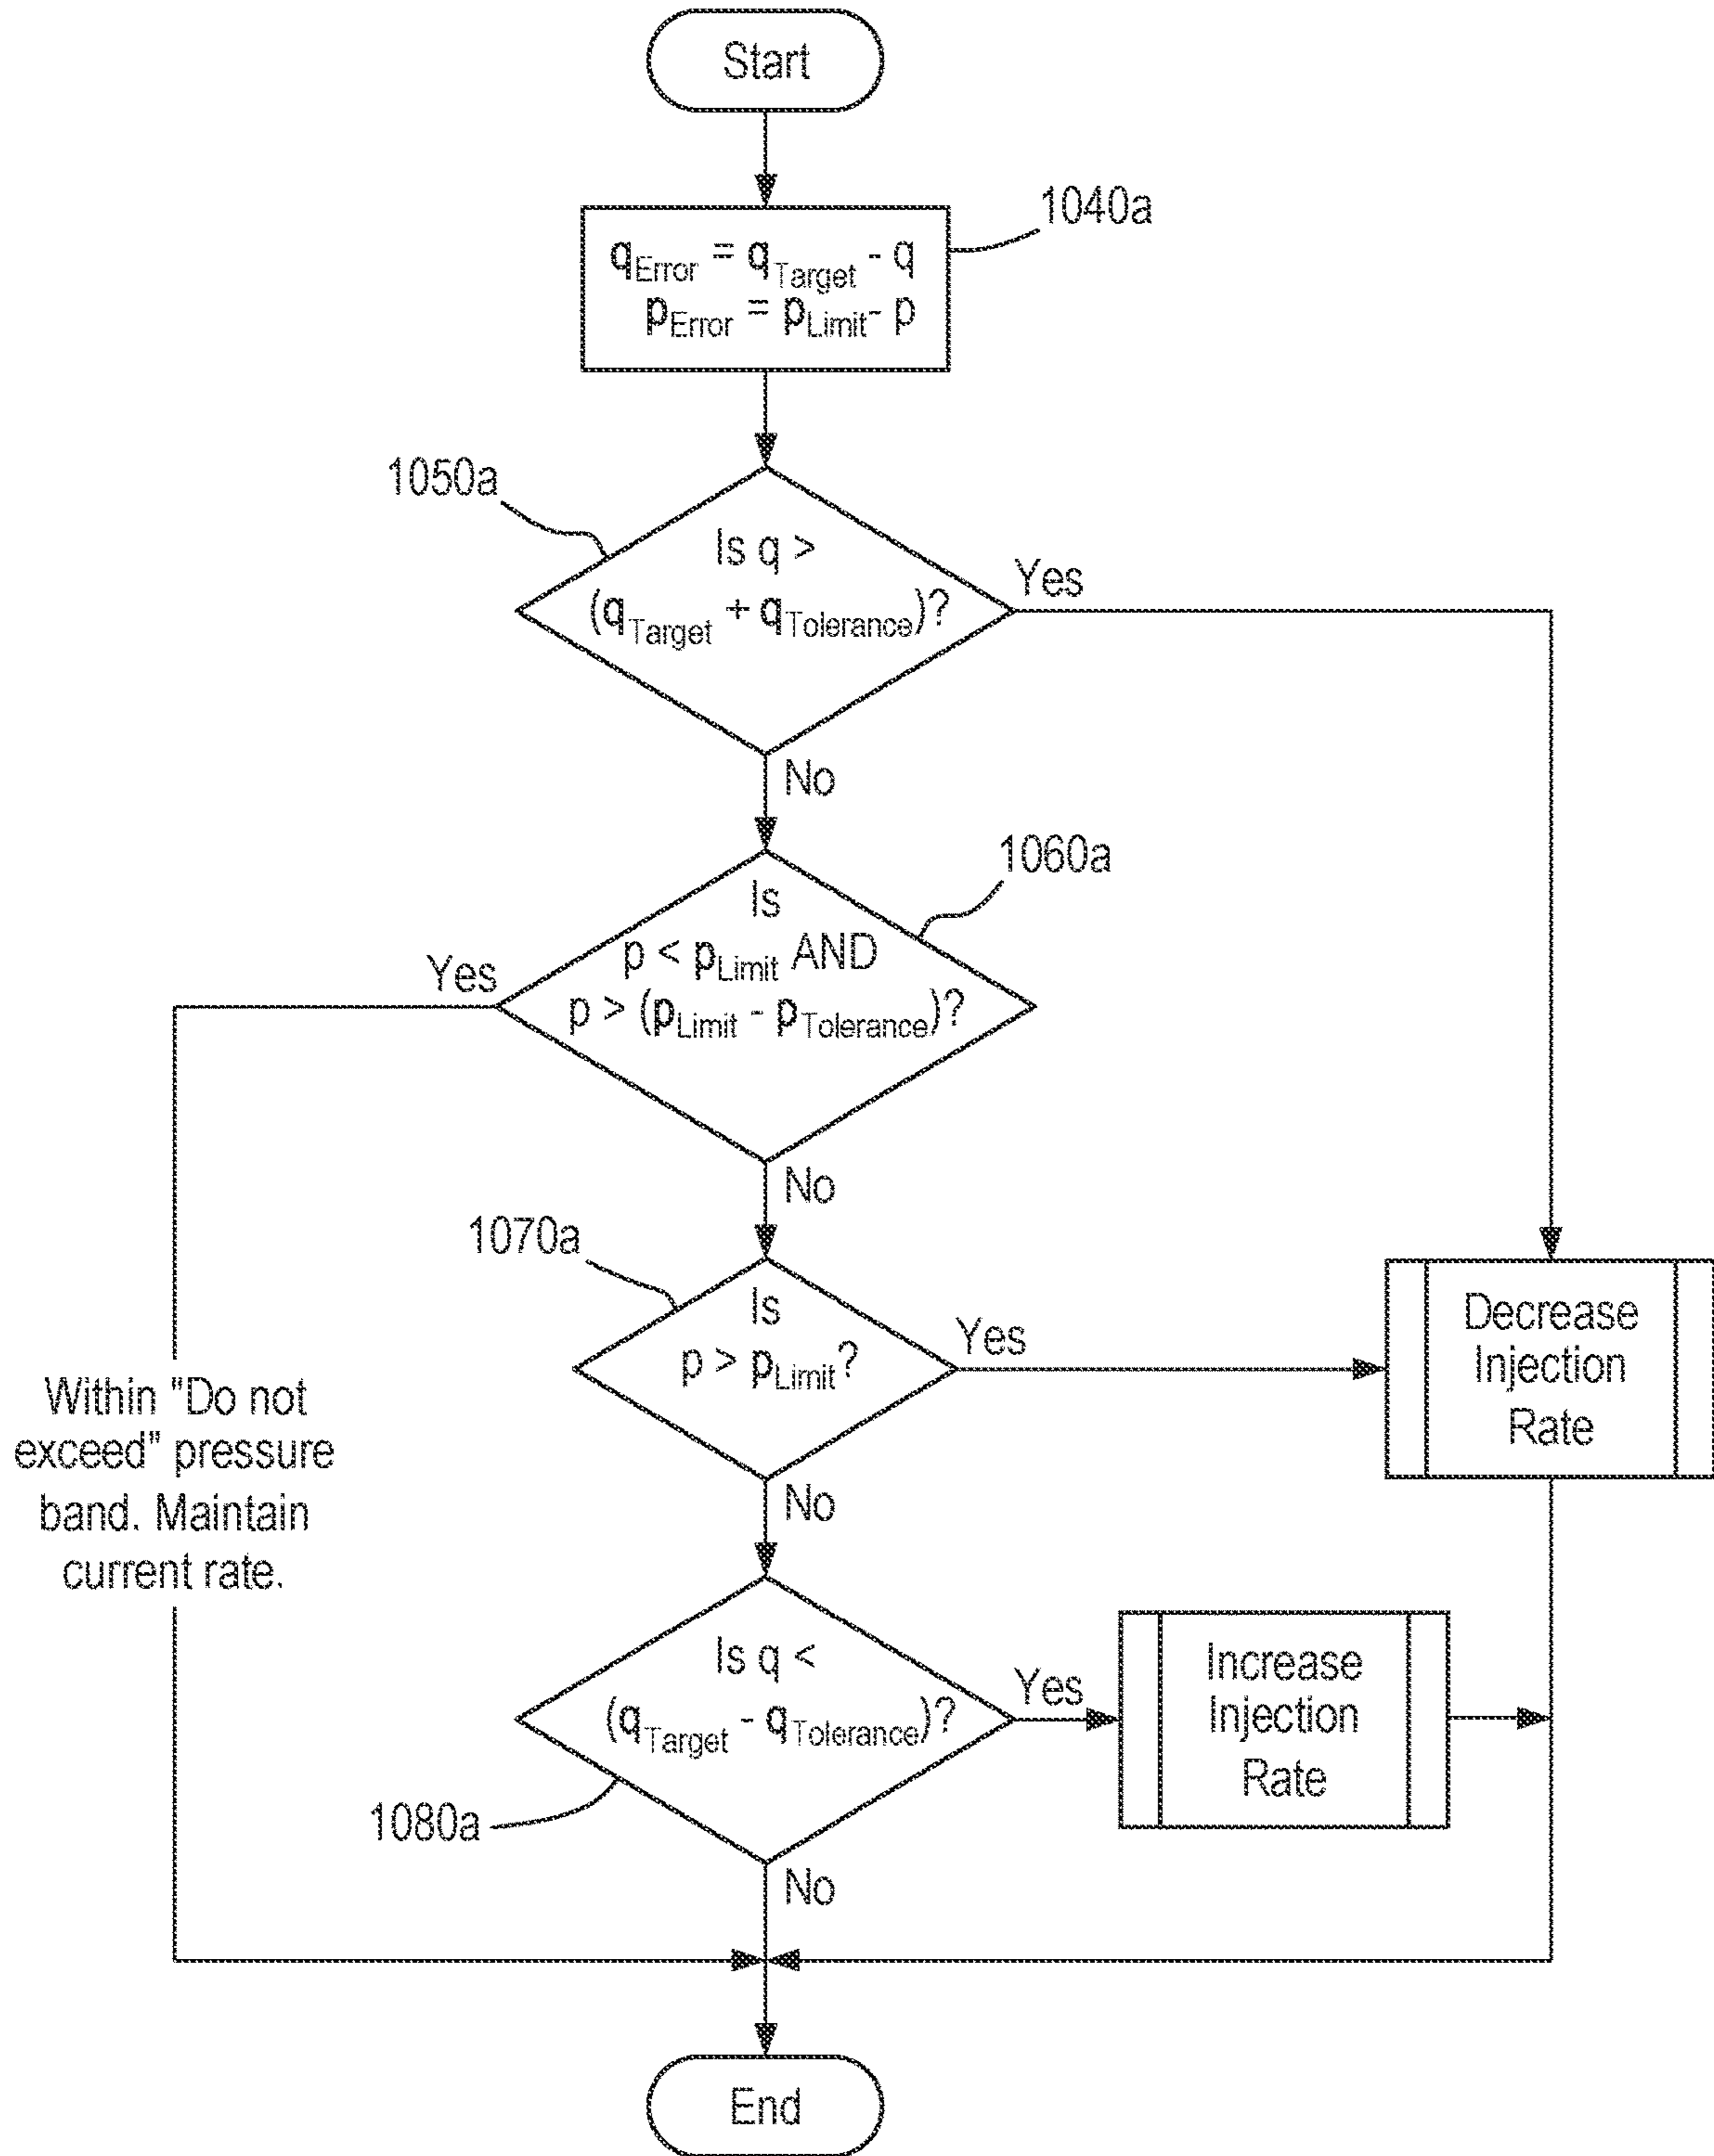 Start
1040a
qError = qTarget - q
pError = pLimit - p
1050a
Is q >
(qTarget + qTolerance)?
Yes
No
1060a
Is
p < pLimit AND
p > (pLimit - pTolerance)?
Yes
No
1070a
Is
p > pLimit?
Yes
Decrease
Injection
Rate
Within "Do not
exceed" pressure
band. Maintain
current rate.
No
Is q <
(qTarget - qTolerance)?
Yes
Increase
Injection
Rate
1080a
No
End